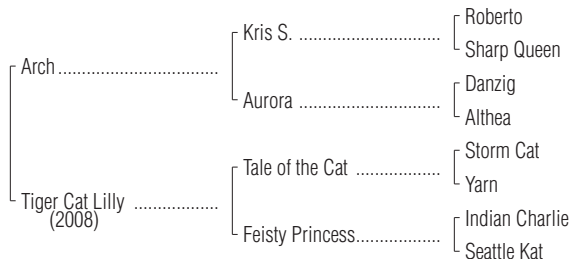 Roberto
Kris S. ................................
Sharp Queen
Arch ....................................
Danzig
Aurora ................................
Althea
Storm Cat
Tale of the Cat ...................
Yarn
Tiger Cat Lilly ...................
(2008)
Indian Charlie
Feisty Princess...................
Seattle Kat